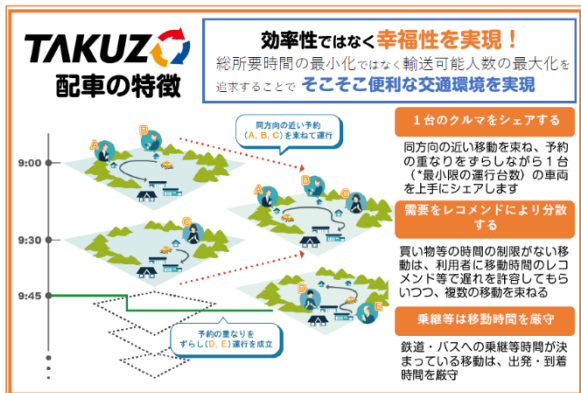 TAKUZO
配車の特徴
効率性ではなく幸福性を実現！
総所要時間の最小化ではなく輸送可能人数の最大化を
追求することで そこそこ便利な交通環境を実現
同方向の近い予約
(A, B, C)を束ねて運行
1台のクルマをシェアする
同方向の近い移動を束ね、予約
の重なりをずらしながら1台
（*最小限の運行台数）の車両
を上手にシェアします
需要をレコメンドにより分散
する
買い物等の時間の制限がない移
動は、利用者に移動時間のレコ
メンド等で遅れを許容してもら
いつつ、複数の移動を束ねる
乗継等は移動時間を厳守
鉄道・バスへの乗継等時間が決
まっている移動は、出発・到着
時間を厳守
9:00
A
B
A
B
C
9:30
C
9:45
D
E
予約の重なりを
ずらし(D, E)運行を成立